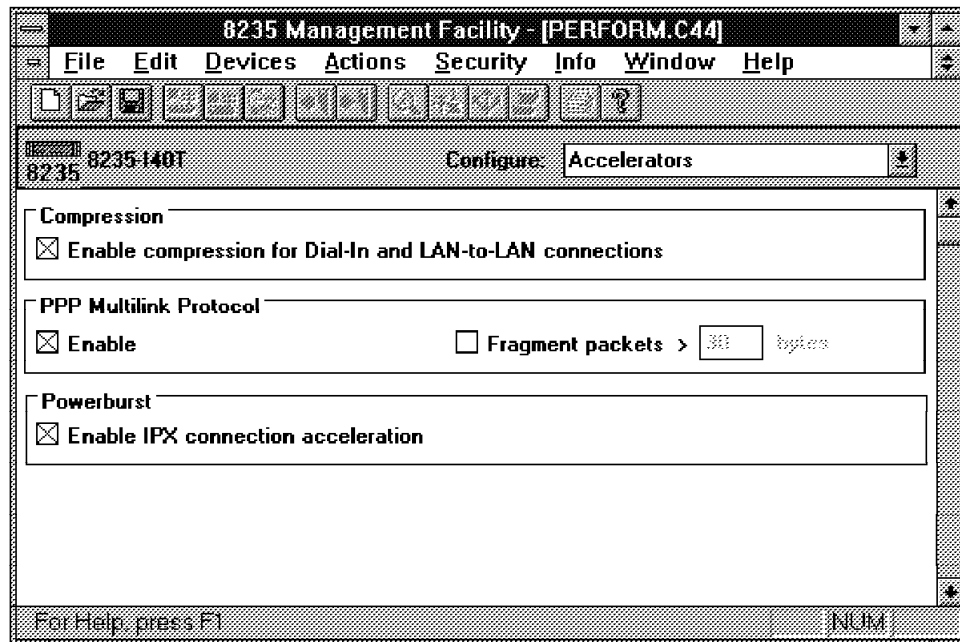 8235 Management Facility - [PERFORM.C44]
File Edit Devices Actions Security Info Window Help
8235 8235-I40T Configure: Accelerators
Compression
Enable compression for Dial-In and LAN-to-LAN connections
PPP Multilink Protocol
Enable Fragment packets > 30 bytes
Powerburst
Enable IPX connection acceleration
For Help, press F1 NUM